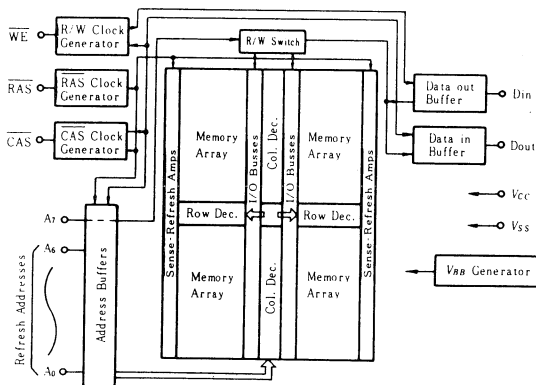 WE
R/W Clock
Generator
RAS
RAS Clock
Generator
CAS
CAS Clock
Generator
R/W Switch
Data out
Buffer
Din
Data in
Buffer
Dout
VCC
VSS
VBB Generator
A7
A6
A0
Refresh Addresses
Address Buffers
Sense-Refresh Amps
Memory
Array
I/O Busses
Col. Dec.
I/O Busses
Memory
Array
Sense-Refresh Amps
Row Dec.
Row Dec.
Memory
Array
Col. Dec.
Memory
Array